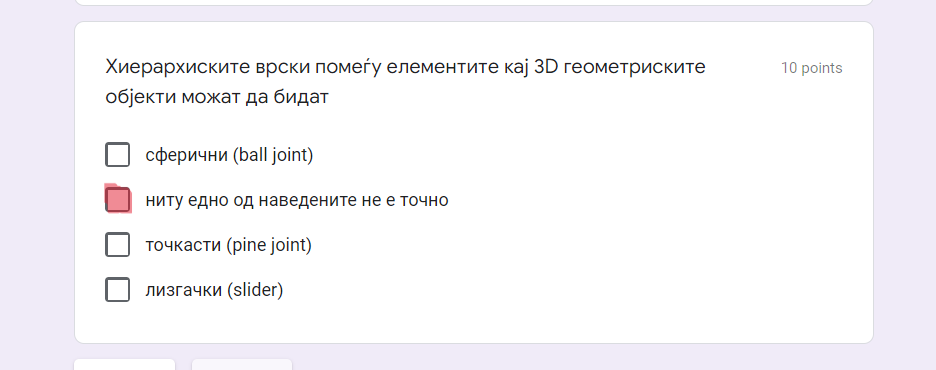 Хиерархиските врски помеѓу елементите кај 3D геометриските
објекти можат да бидат
10 points
сферични (ball joint)
ниту едно од наведените не е точно
точкасти (pine joint)
лизгачки (slider)